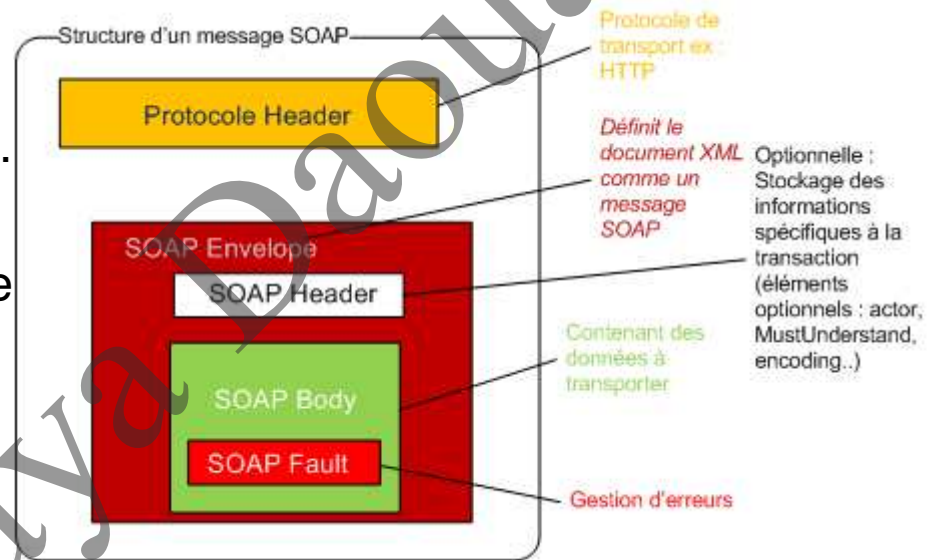 Structure d'un message SOAP
Protocole Header
SOAP Envelope
SOAP Header
SOAP Body
SOAP Fault
Protocole de
transport ex :
HTTP
Définit le
document XML
comme un
message
SOAP
Optionnelle :
Stockage des
informations
spécifiques à la
transaction
(éléments
optionnels : actor,
MustUnderstand,
encoding..)
Contenant des
données à
transporter
Gestion d'erreurs
.
e